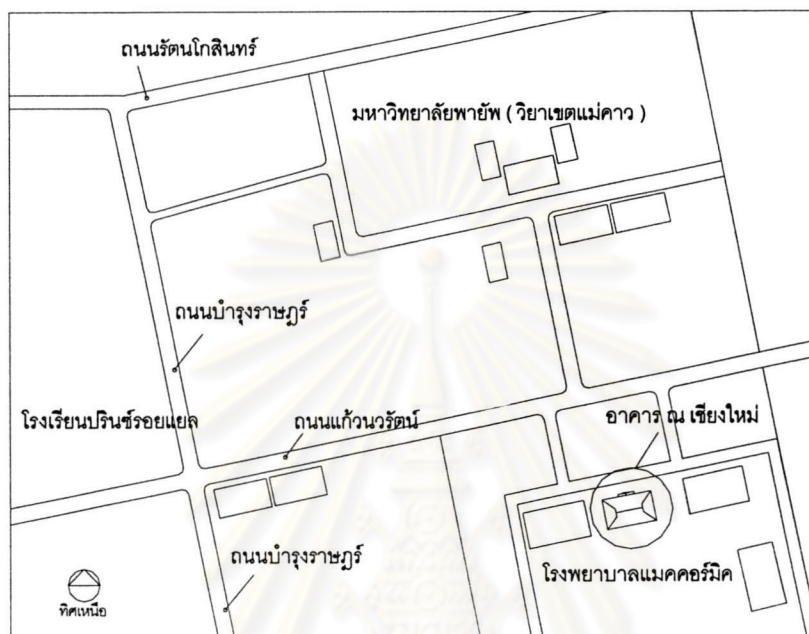 ถนนรัตนโกสินทร์
มหาวิทยาลัยพายัพ ( วิยาเขตแม่คาว )
ถนนบำรุงราษฎร์
โรงเรียนปรินซ์รอยแยล
ถนนแก้วนวรัตน์
อาคาร ณ เชียงใหม่
ถนนบำรุงราษฎร์
โรงพยาบาลแมคคอร์มิค
ทิศเหนือ